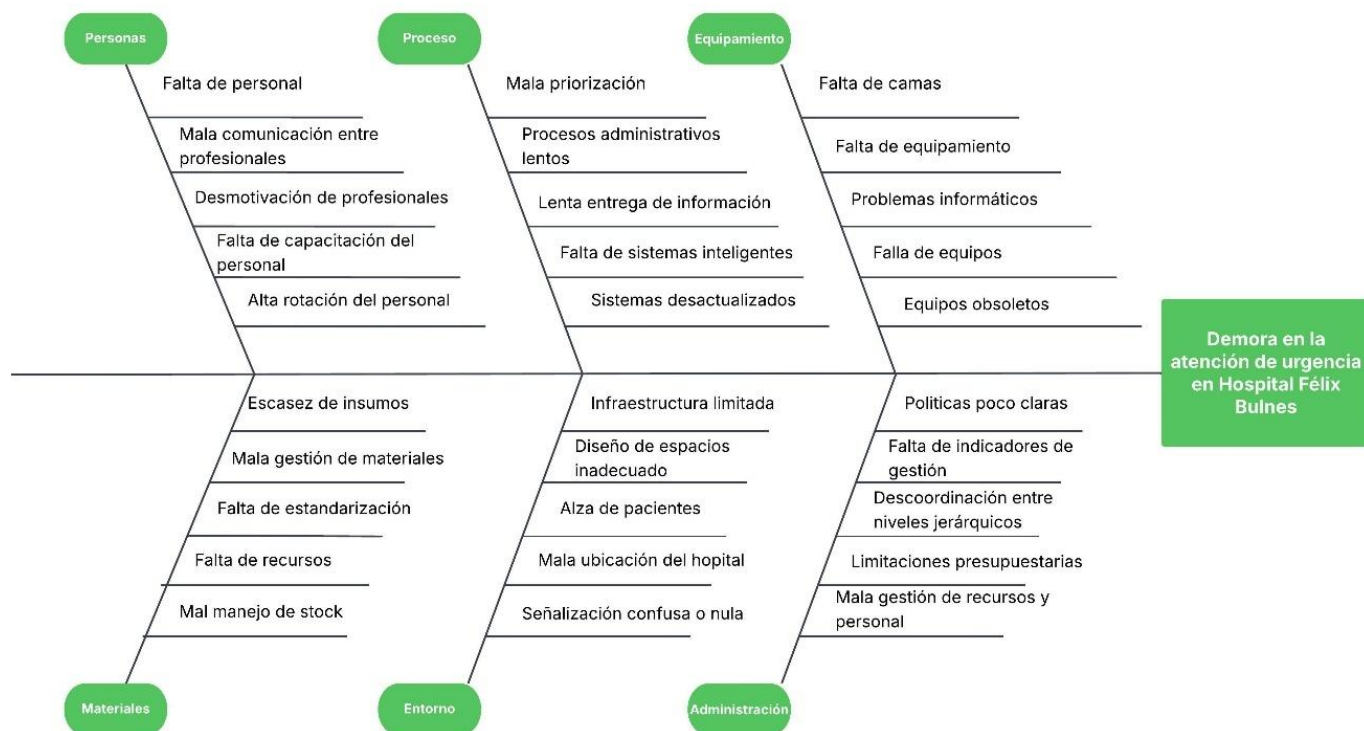 Personas
Falta de personal
Mala comunicación entre
profesionales
Desmotivación de profesionales
Falta de capacitación del
personal
Alta rotación del personal
Proceso
Mala priorización
Procesos administrativos
lentos
Lenta entrega de información
Falta de sistemas inteligentes
Sistemas desactualizados
Equipamiento
Falta de camas
Falta de equipamiento
Problemas informáticos
Falla de equipos
Equipos obsoletos
Demora en la
atención de urgencia
en Hospital Félix
Bulnes
Escasez de insumos
Mala gestión de materiales
Falta de estandarización
Falta de recursos
Mal manejo de stock
Materiales
Infraestructura limitada
Diseño de espacios
inadecuado
Alza de pacientes
Mala ubicación del hopital
Señalización confusa o nula
Entorno
Politicas poco claras
Falta de indicadores de
gestión
Descoordinación entre
niveles jerárquicos
Limitaciones presupuestarias
Mala gestión de recursos y
personal
Administración